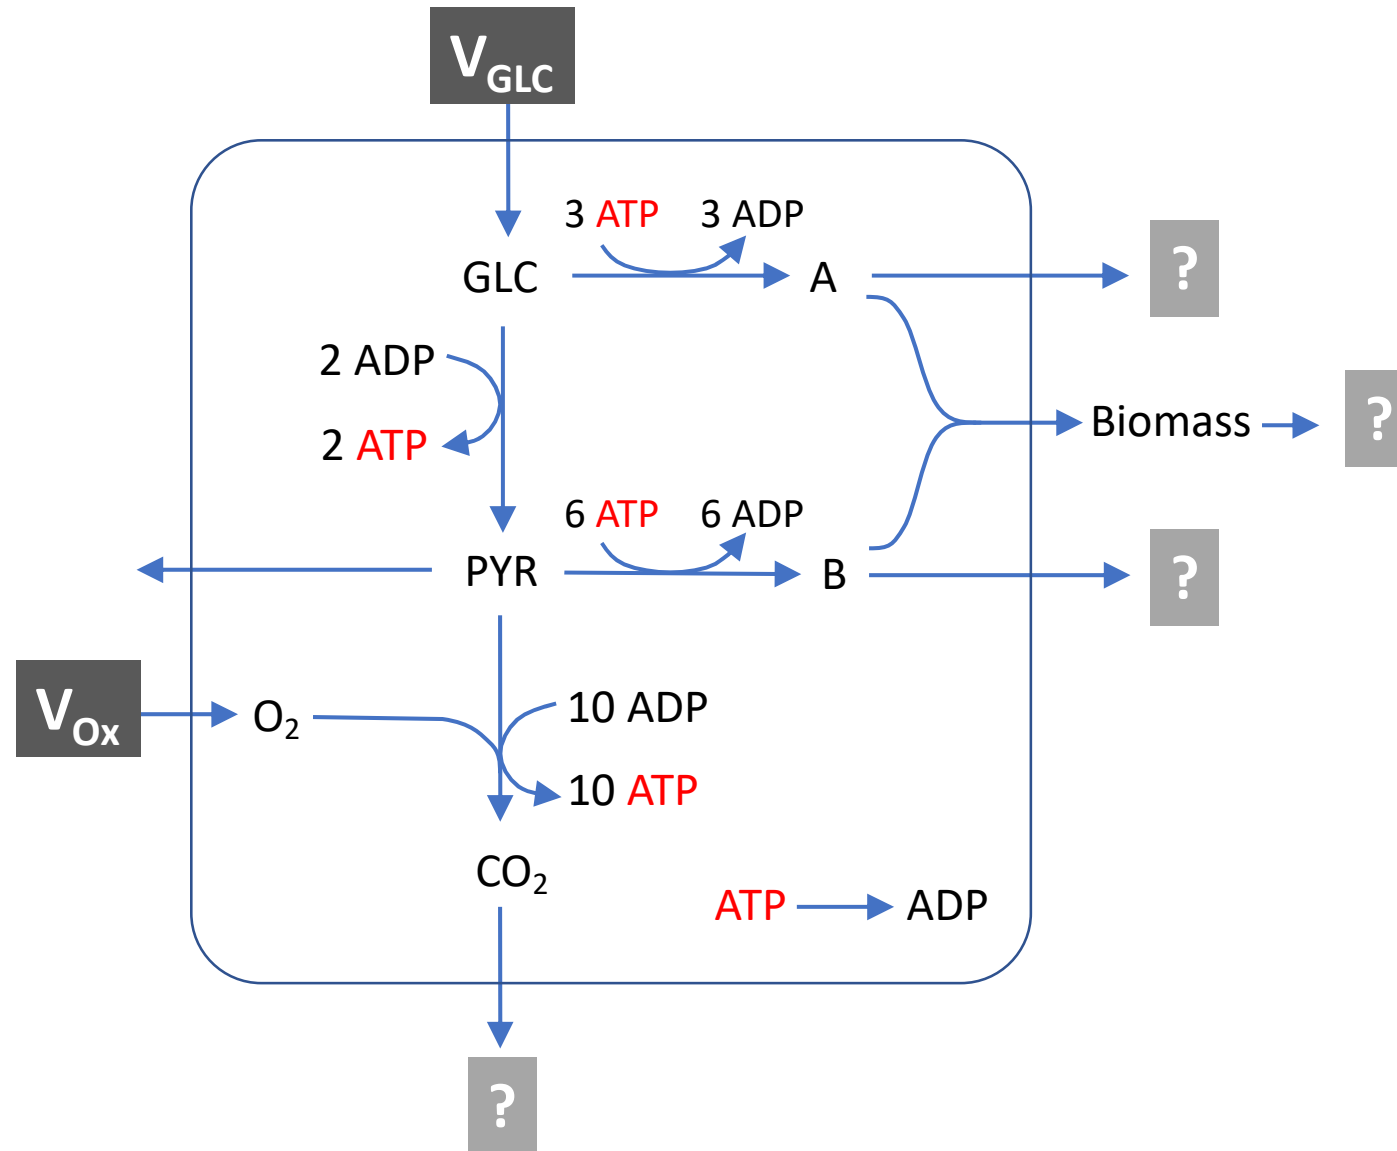 V_GLC
3 ATP 3 ADP
GLC A ?
2 ADP
2 ATP
Biomass ?
6 ATP 6 ADP
PYR B ?
V_Ox O₂ 10 ADP
10 ATP
CO₂
ATP ADP
?